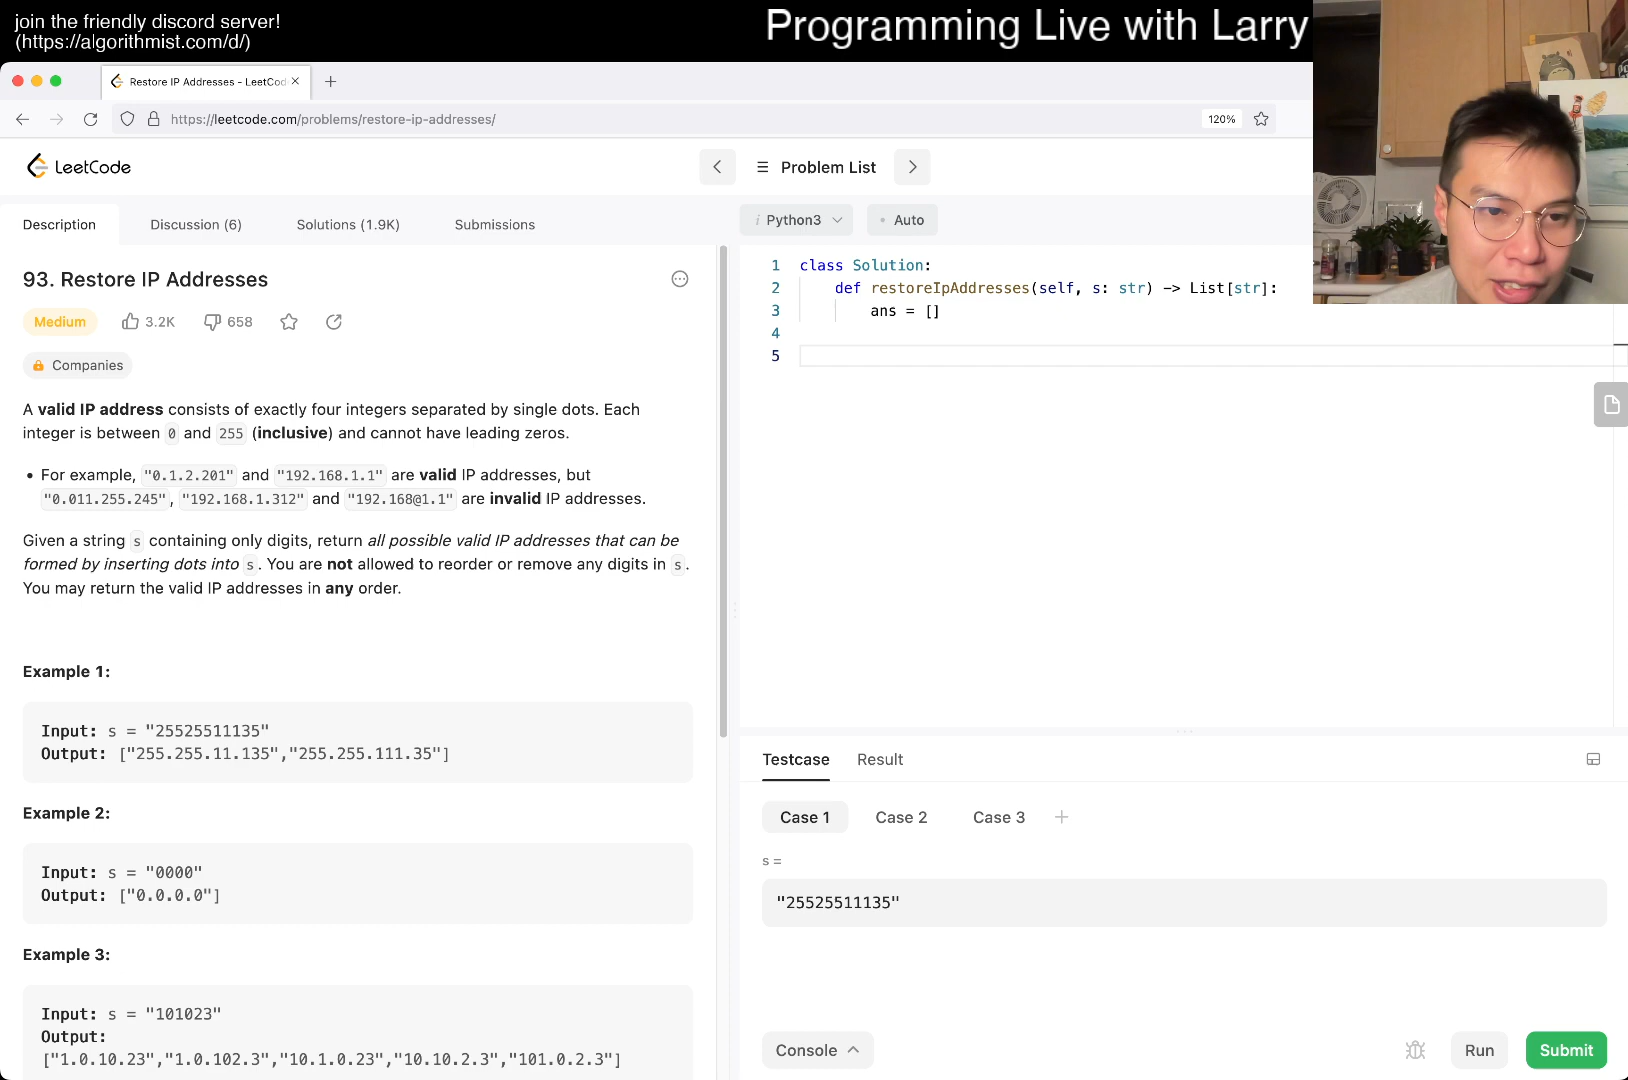 join the friendly discord server!
(https://algorithmist.com/d/)
Programming Live with Larry
Restore IP Addresses - LeetCod
https://leetcode.com/problems/restore-ip-addresses/
120%
LeetCode
Problem List
Description
Discussion (6)
Solutions (1.9K)
Submissions
i Python3
Auto
93. Restore IP Addresses
Medium
3.2K
658
Companies
A valid IP address consists of exactly four integers separated by single dots. Each
integer is between 0 and 255 (inclusive) and cannot have leading zeros.
• For example, "0.1.2.201" and "192.168.1.1" are valid IP addresses, but
"0.011.255.245", "192.168.1.312" and "192.168@1.1" are invalid IP addresses.
Given a string s containing only digits, return all possible valid IP addresses that can be
formed by inserting dots into s. You are not allowed to reorder or remove any digits in s.
You may return the valid IP addresses in any order.
Example 1:
Input: s = "25525511135"
Output: ["255.255.11.135","255.255.111.35"]
Example 2:
Input: s = "0000"
Output: ["0.0.0.0"]
Example 3:
Input: s = "101023"
Output:
["1.0.10.23","1.0.102.3","10.1.0.23","10.10.2.3","101.0.2.3"]
1 class Solution:
2 def restoreIpAddresses(self, s: str) -> List[str]:
3 ans = []
4
5
Testcase
Result
Case 1
Case 2
Case 3
s =
"25525511135"
Console
Run
Submit